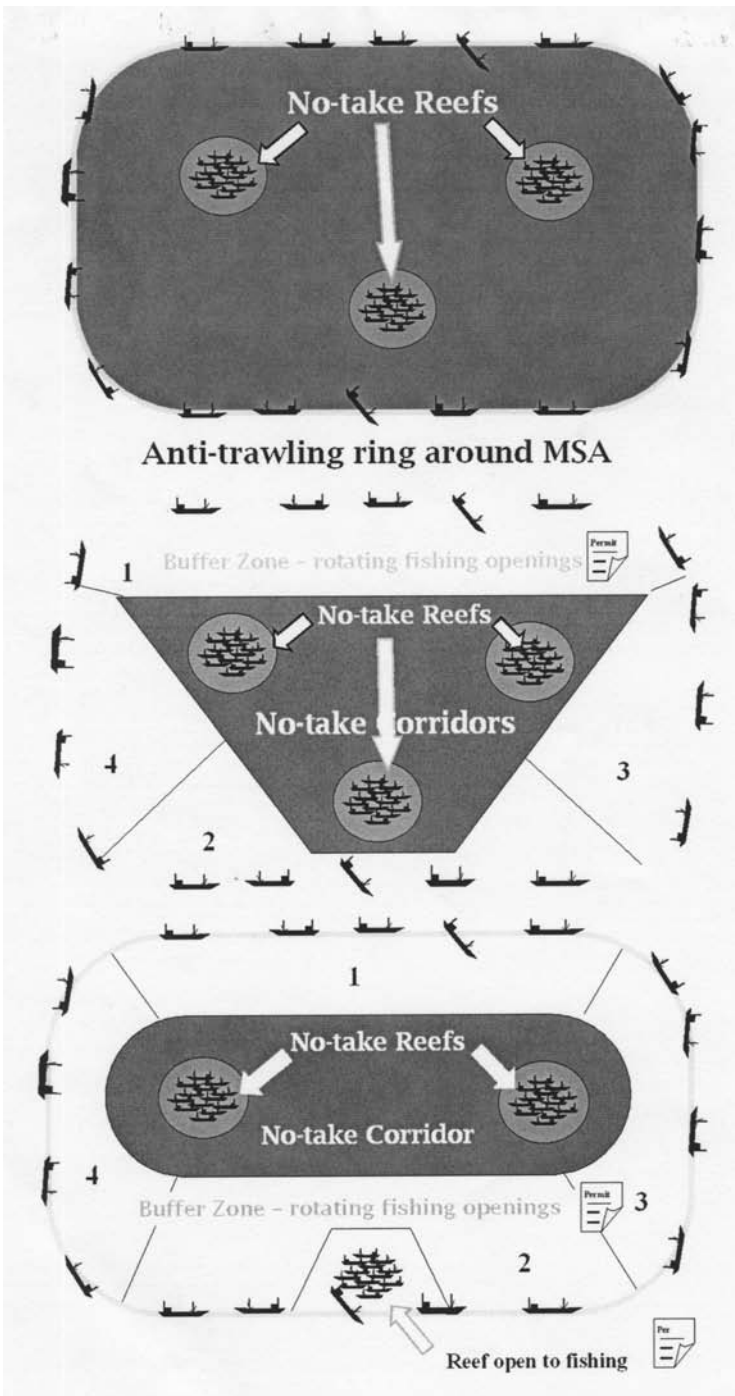 No-take Reefs
Anti-trawling ring around MSA
Permit
1
Buffer Zone – rotating fishing openings
No-take Reefs
No-take Corridors
4
3
2
1
No-take Reefs
No-take Corridor
4
Permit
3
Buffer Zone – rotating fishing openings
2
Per
Reef open to fishing